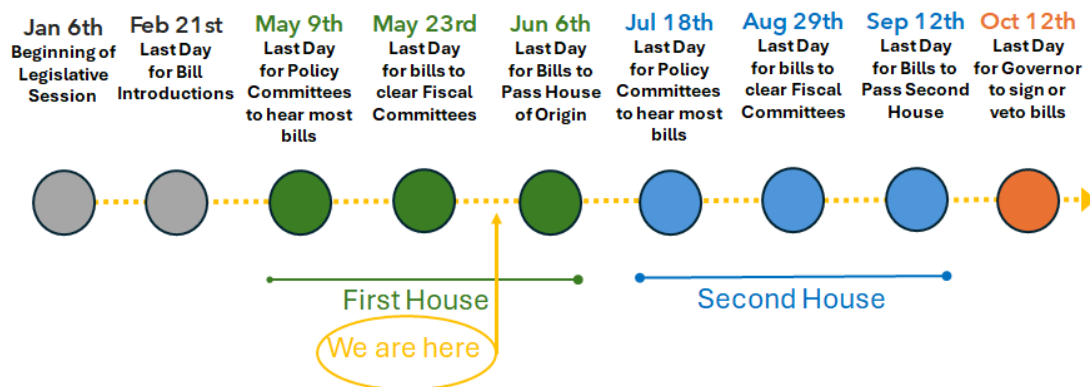 Jan 6th
Beginning of
Legislative
Session
Feb 21st
Last Day
for Bill
Introductions
May 9th
Last Day
for Policy
Committees
to hear most
bills
May 23rd
Last Day
for bills to
clear Fiscal
Committees
Jun 6th
Last Day
for Bills to
Pass House
of Origin
Jul 18th
Last Day
for Policy
Committees
to hear most
bills
Aug 29th
Last Day
for bills to
clear Fiscal
Committees
Sep 12th
Last Day
for Bills to
Pass Second
House
Oct 12th
Last Day
for Governor
to sign or
veto bills
First House
Second House
We are here